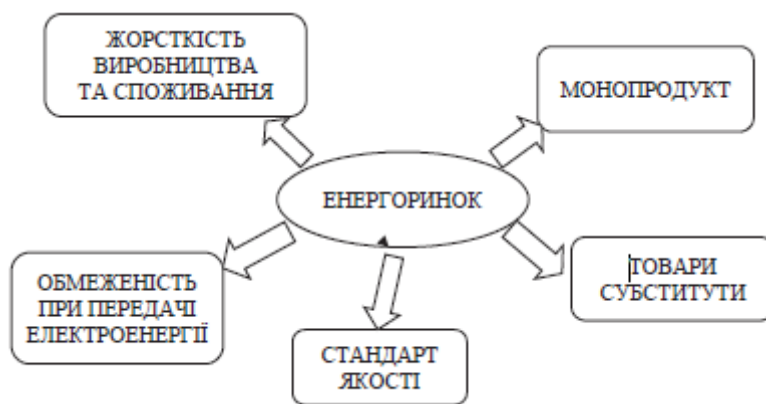 ЖОРСТКІСТЬ
ВИРОБНИЦТВА
ТА СПОЖИВАННЯ
МОНОПРОДУКТ
ЕНЕРГОРИНОК
ОБМЕЖЕНІСТЬ
ПРИ ПЕРЕДАЧІ
ЕЛЕКТРОЕНЕРГІЇ
ТОВАРИ
СУБСТИТУТИ
СТАНДАРТ
ЯКОСТІ